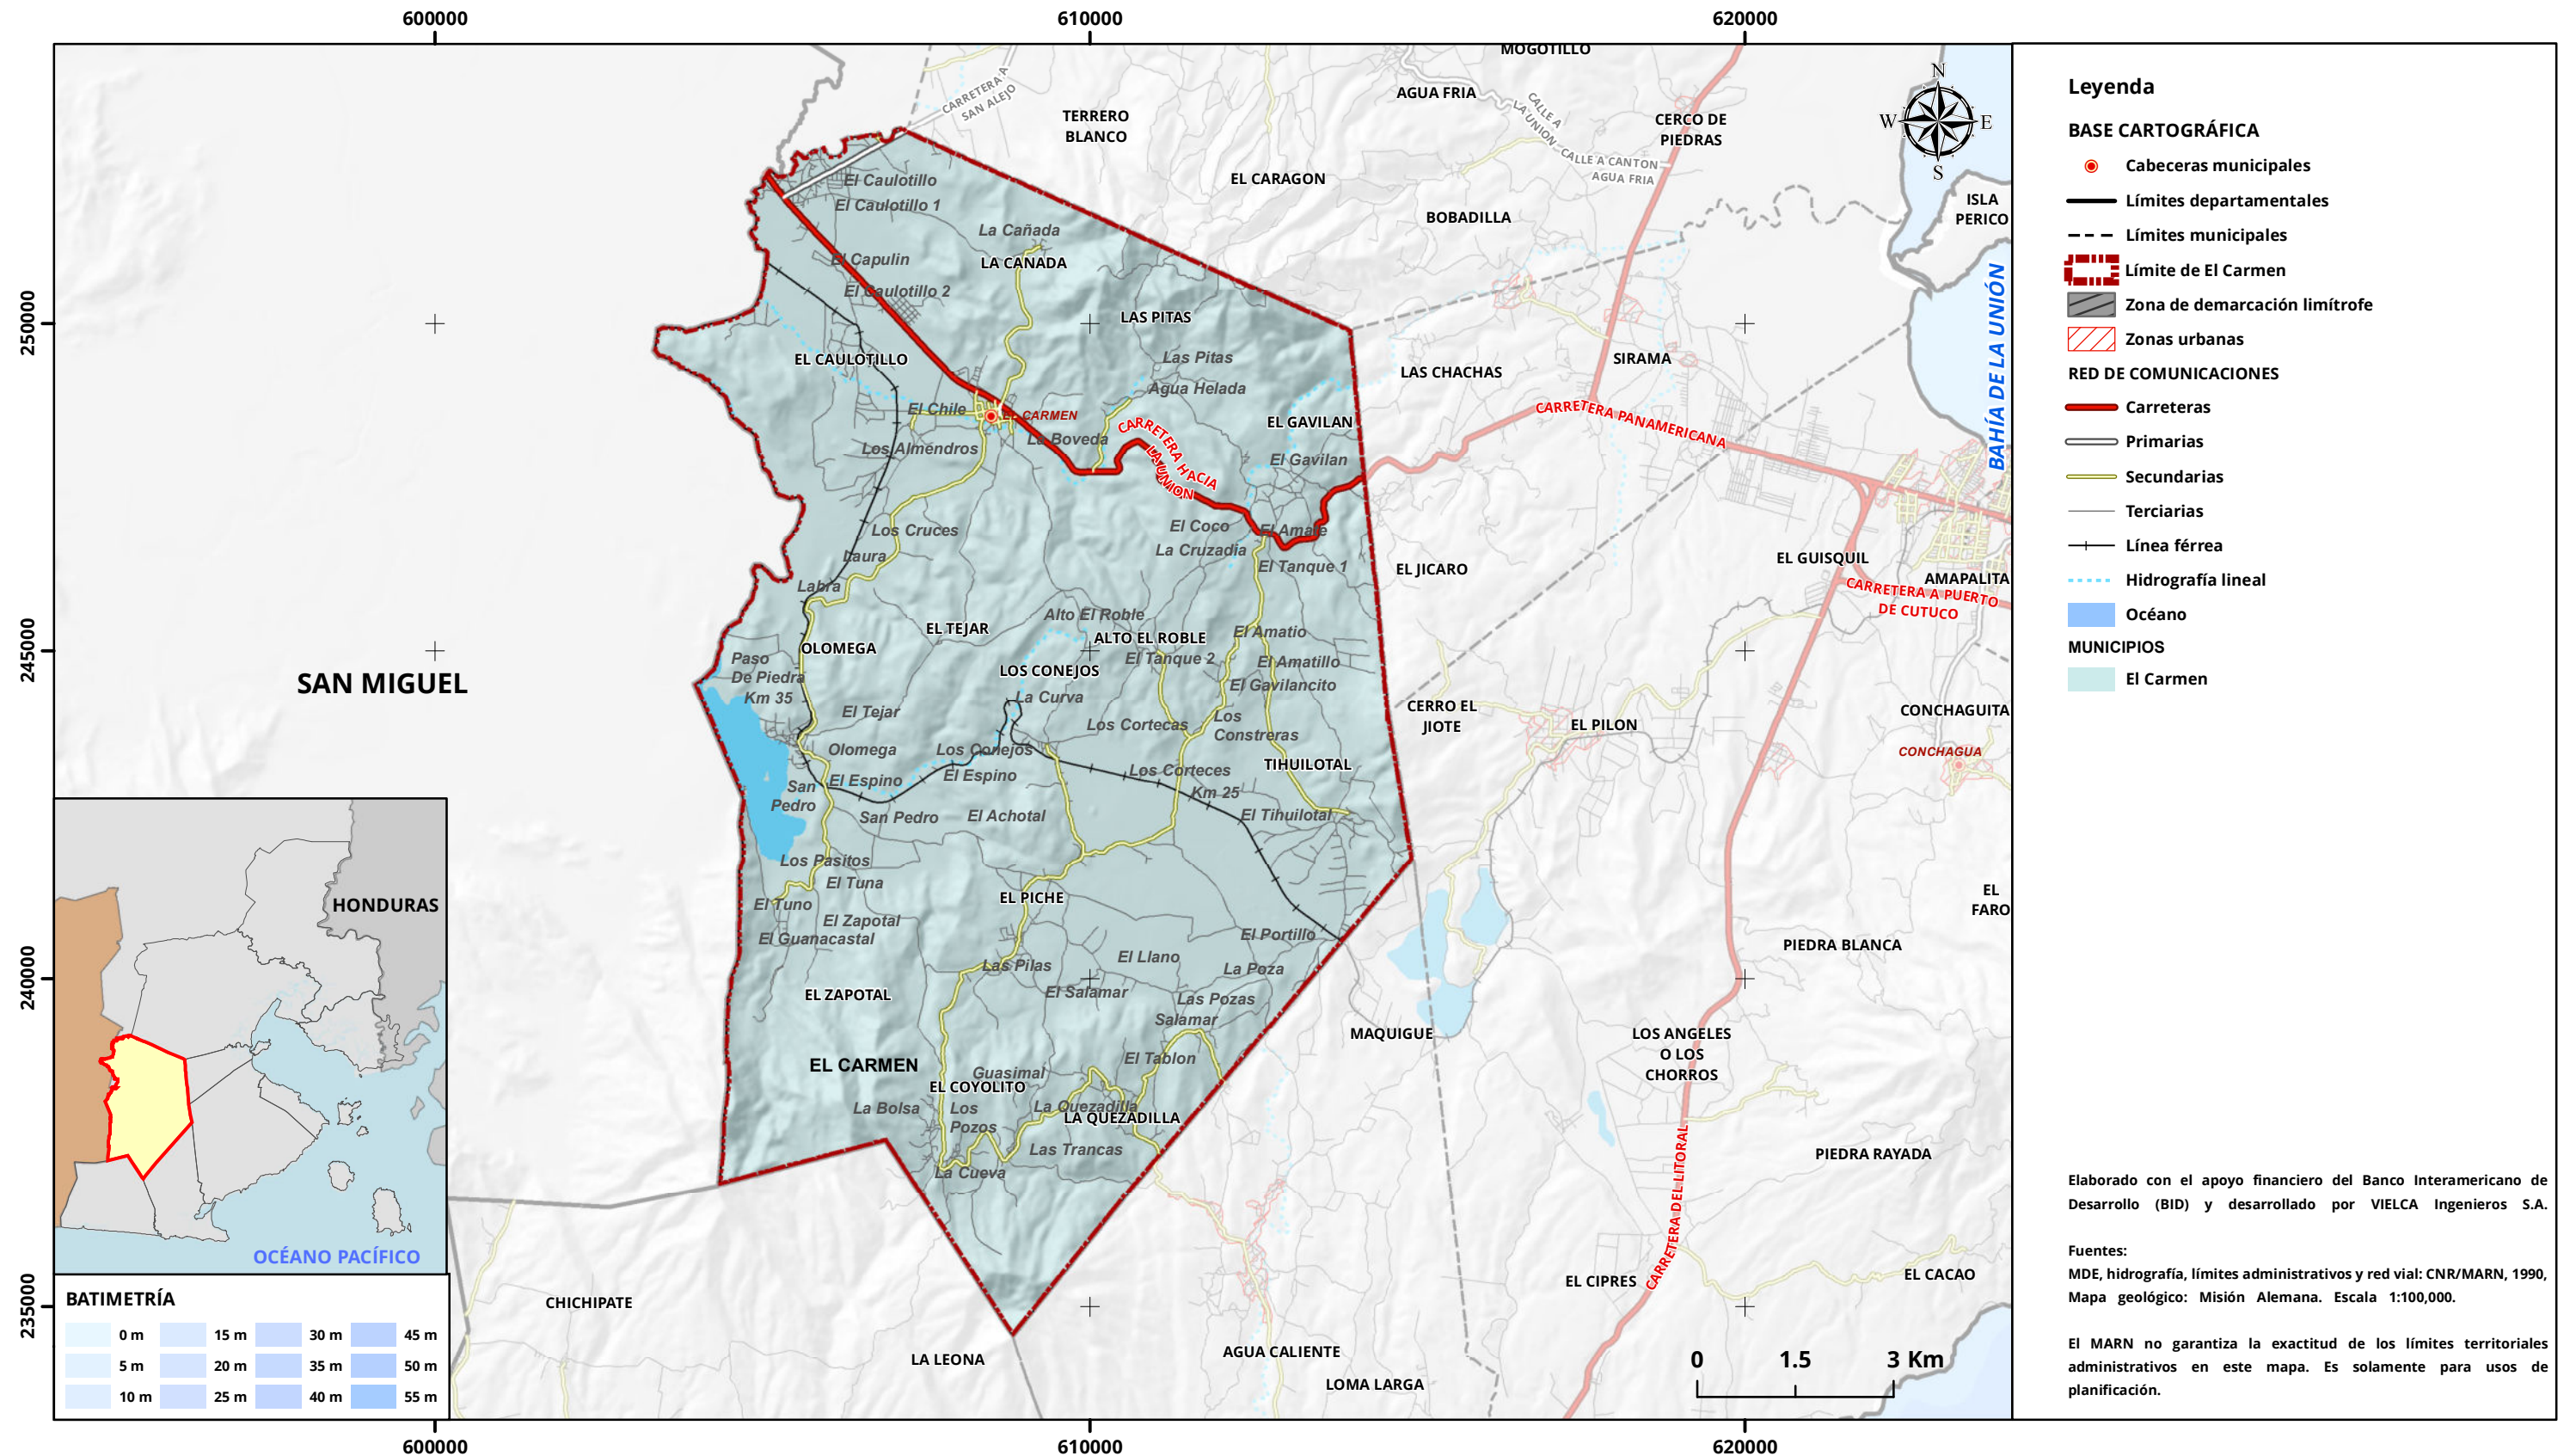 600000
610000
620000
MOGOTILLO
CARRETERA A
SAN ALEJO
AGUA FRIA
CALLE A
LA UNION
CALLE A CANTON
AGUA FRIA
TERRERO
BLANCO
CERCO DE
PIEDRAS
N
W
E
S
EL CARAGON
BOBADILLA
ISLA
PERICO
El Caulotillo
El Caulotillo 1
La Cañada
LA CAÑADA
El Capulin
El Caulotillo 2
250000
LAS PITAS
BAHÍA DE LA UNIÓN
EL CAULOTILLO
Las Pitas
LAS CHACHAS
SIRAMA
Agua Helada
El Chile
EL CARMEN
CARRETERA PANAMERICANA
EL GAVILAN
CARRETERA HACIA
LA UNION
La Boveda
Los Almendros
El Gavilan
Los Cruces
El Coco
El Amate
La Cruzadia
Laura
El Tanque 1
EL JICARO
EL GUISQUIL
AMAPALITA
Labra
CARRETERA A PUERTO
DE CUTUCO
Alto El Roble
EL TEJAR
ALTO EL ROBLE
El Amatio
245000
OLOMEGA
Paso
De Piedra
El Tanque 2
El Amatillo
LOS CONEJOS
SAN MIGUEL
El Gavilancito
Km 35
La Curva
El Tejar
CERRO EL
JIOTE
EL PILON
CONCHAGUITA
Los Cortecas
Los
Constreras
Olomega
Los Conejos
CONCHAGUA
TIHUILOTAL
El Espino
El Espino
Los Corteces
San
Pedro
Km 25
San Pedro
El Achotal
El Tihuilotal
Los Pasitos
El Tuna
EL PICHE
EL
FARO
El Tuno
El Zapotal
El Guanacastal
El Portillo
PIEDRA BLANCA
Las Pilas
El Llano
La Poza
240000
EL ZAPOTAL
El Salamar
Las Pozas
Salamar
MAQUIGUE
LOS ANGELES
O LOS
CHORROS
EL CARMEN
El Tablon
Guasimal
EL COYOLITO
La Bolsa
Los
Pozos
La Quezadilla
LA QUEZADILLA
Las Trancas
PIEDRA RAYADA
La Cueva
CARRETERA DEL LITORAL
EL CIPRES
EL CACAO
235000
CHICHIPATE
LA LEONA
AGUA CALIENTE
LOMA LARGA
0
1.5
3 Km
HONDURAS
OCÉANO PACÍFICO
BATIMETRÍA
0 m
15 m
30 m
45 m
5 m
20 m
35 m
50 m
10 m
25 m
40 m
55 m
600000
610000
620000
Leyenda
BASE CARTOGRÁFICA
Cabeceras municipales
Límites departamentales
Límites municipales
Límite de El Carmen
Zona de demarcación limítrofe
Zonas urbanas
RED DE COMUNICACIONES
Carreteras
Primarias
Secundarias
Terciarias
Línea férrea
Hidrografía lineal
Océano
MUNICIPIOS
El Carmen
Elaborado con el apoyo financiero del Banco Interamericano de
Desarrollo (BID) y desarrollado por VIELCA Ingenieros S.A.
Fuentes:
MDE, hidrografía, límites administrativos y red vial: CNR/MARN, 1990,
Mapa geológico: Misión Alemana. Escala 1:100,000.
El MARN no garantiza la exactitud de los límites territoriales
administrativos en este mapa. Es solamente para usos de
planificación.